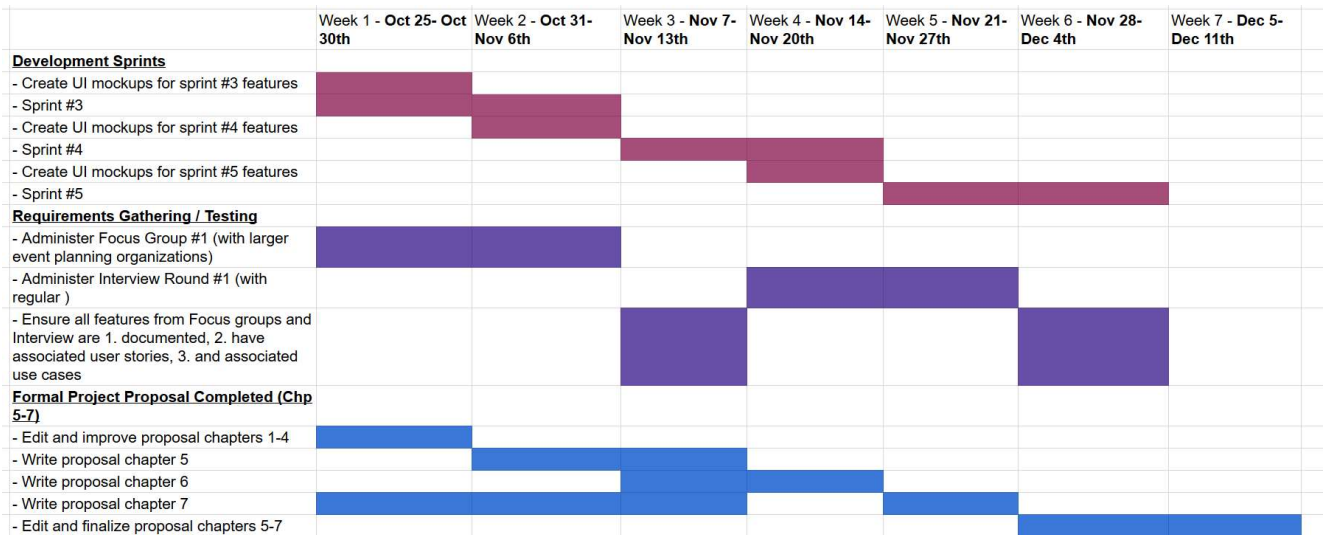 Week 1 - Oct 25- Oct 30th
Week 2 - Oct 31- Nov 6th
Week 3 - Nov 7- Nov 13th
Week 4 - Nov 14- Nov 20th
Week 5 - Nov 21- Nov 27th
Week 6 - Nov 28- Dec 4th
Week 7 - Dec 5- Dec 11th
Development Sprints
- Create UI mockups for sprint #3 features
- Sprint #3
- Create UI mockups for sprint #4 features
- Sprint #4
- Create UI mockups for sprint #5 features
- Sprint #5
Requirements Gathering / Testing
- Administer Focus Group #1 (with larger
event planning organizations)
- Administer Interview Round #1 (with
regular )
- Ensure all features from Focus groups and
Interview are 1. documented, 2. have
associated user stories, 3. and associated
use cases
Formal Project Proposal Completed (Chp
5-7)
- Edit and improve proposal chapters 1-4
- Write proposal chapter 5
- Write proposal chapter 6
- Write proposal chapter 7
- Edit and finalize proposal chapters 5-7